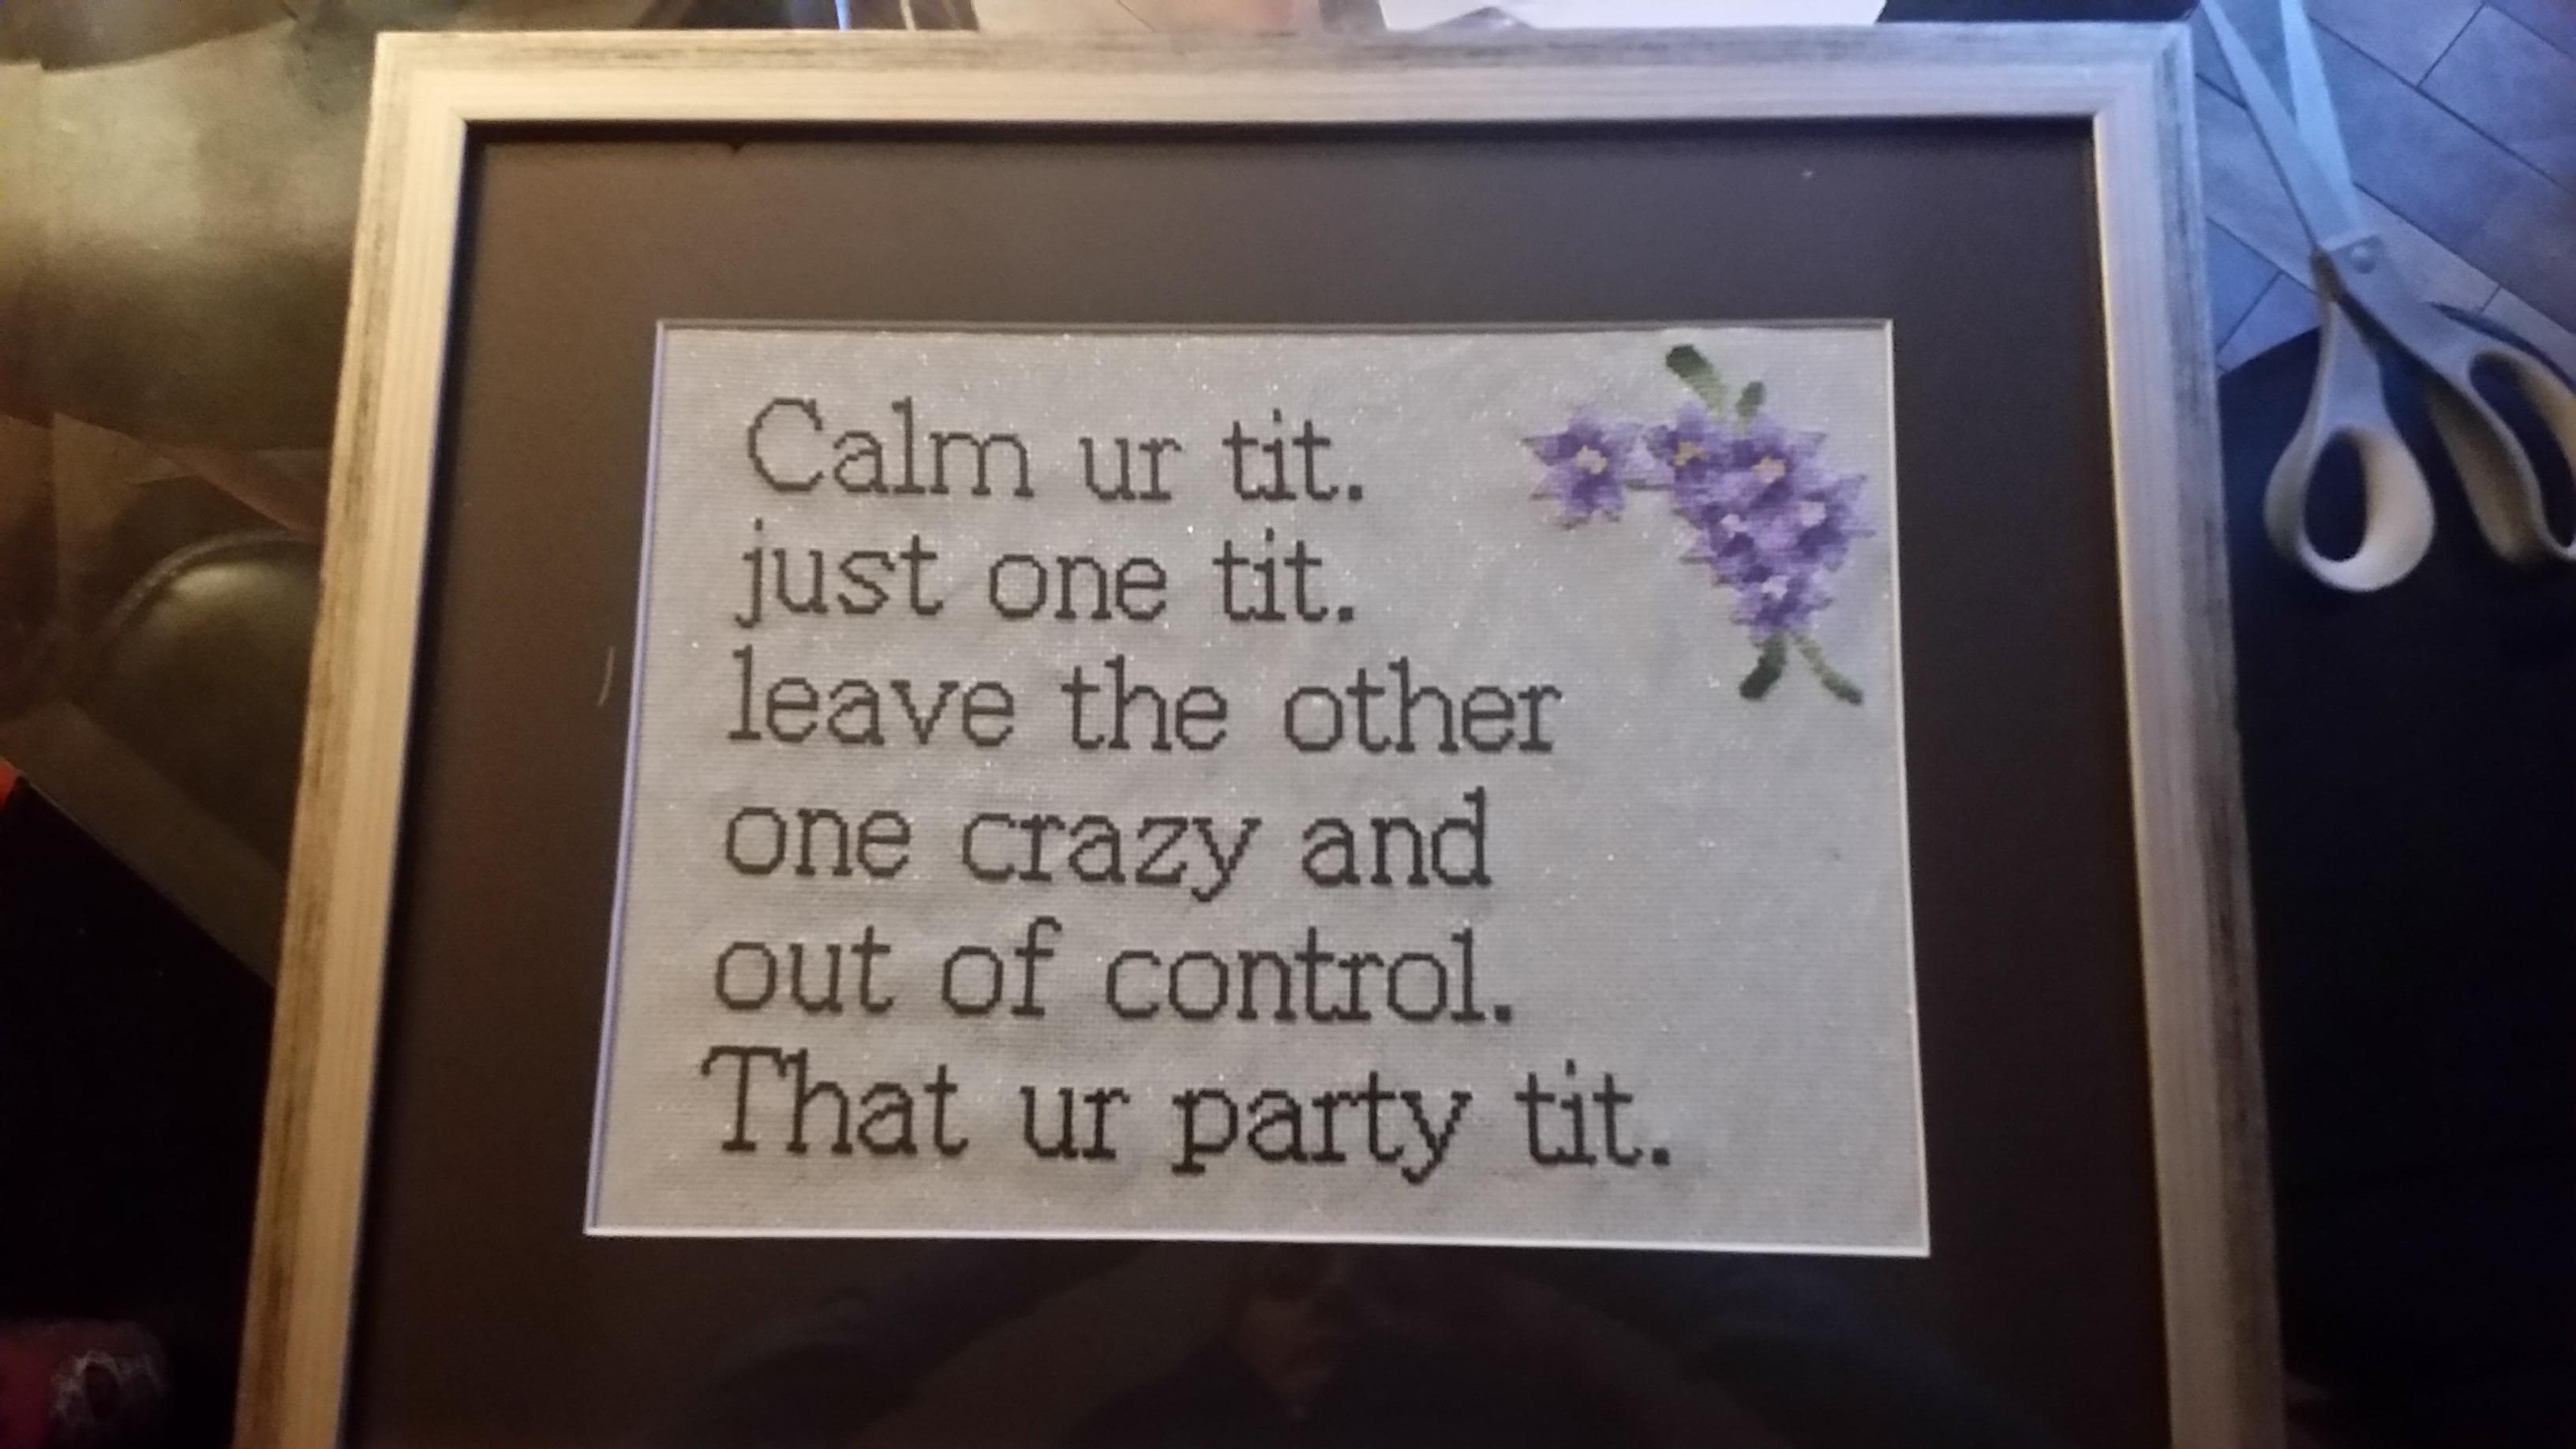 Calm ur tit.
just one tit.
leave the other
one crazy and
out of control.
That ur party tit.